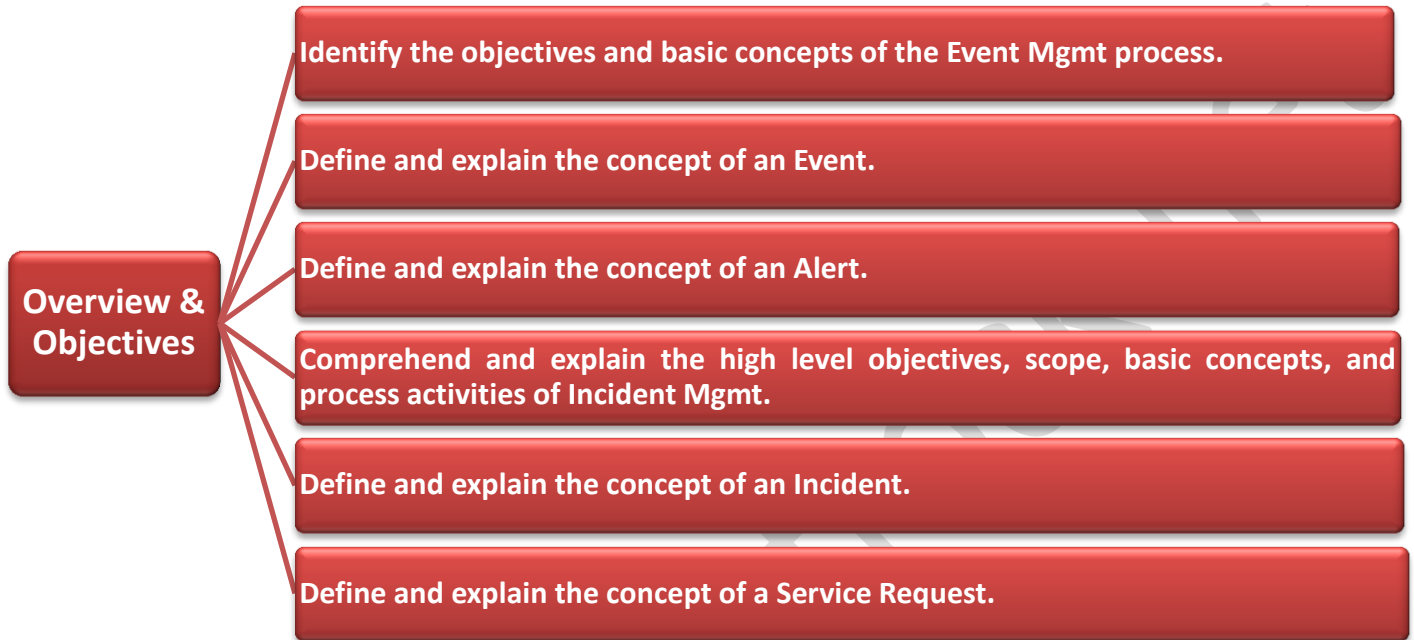 Identify the objectives and basic concepts of the Event Mgmt process.
Define and explain the concept of an Event.
Define and explain the concept of an Alert.
Overview &
Objectives
Comprehend and explain the high level objectives, scope, basic concepts, and
process activities of Incident Mgmt.
Define and explain the concept of an Incident.
Define and explain the concept of a Service Request.